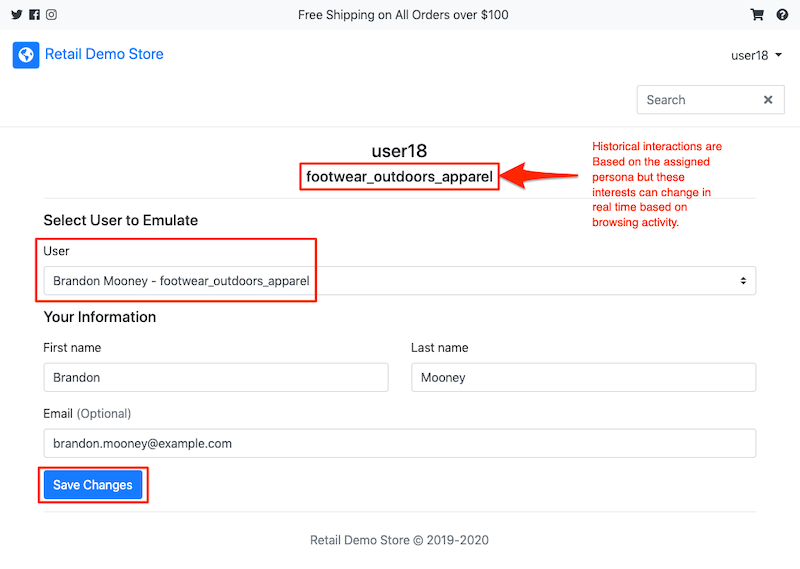 Free Shipping on All Orders over $100
Retail Demo Store
user18
Search
user18
footwear_outdoors_apparel
Historical interactions are
Based on the assigned
persona but these
interests can change in
real time based on
browsing activity.
Select User to Emulate
User
Brandon Mooney - footwear_outdoors_apparel
Your Information
First name
Last name
Brandon
Mooney
Email (Optional)
brandon.mooney@example.com
Save Changes
Retail Demo Store © 2019-2020